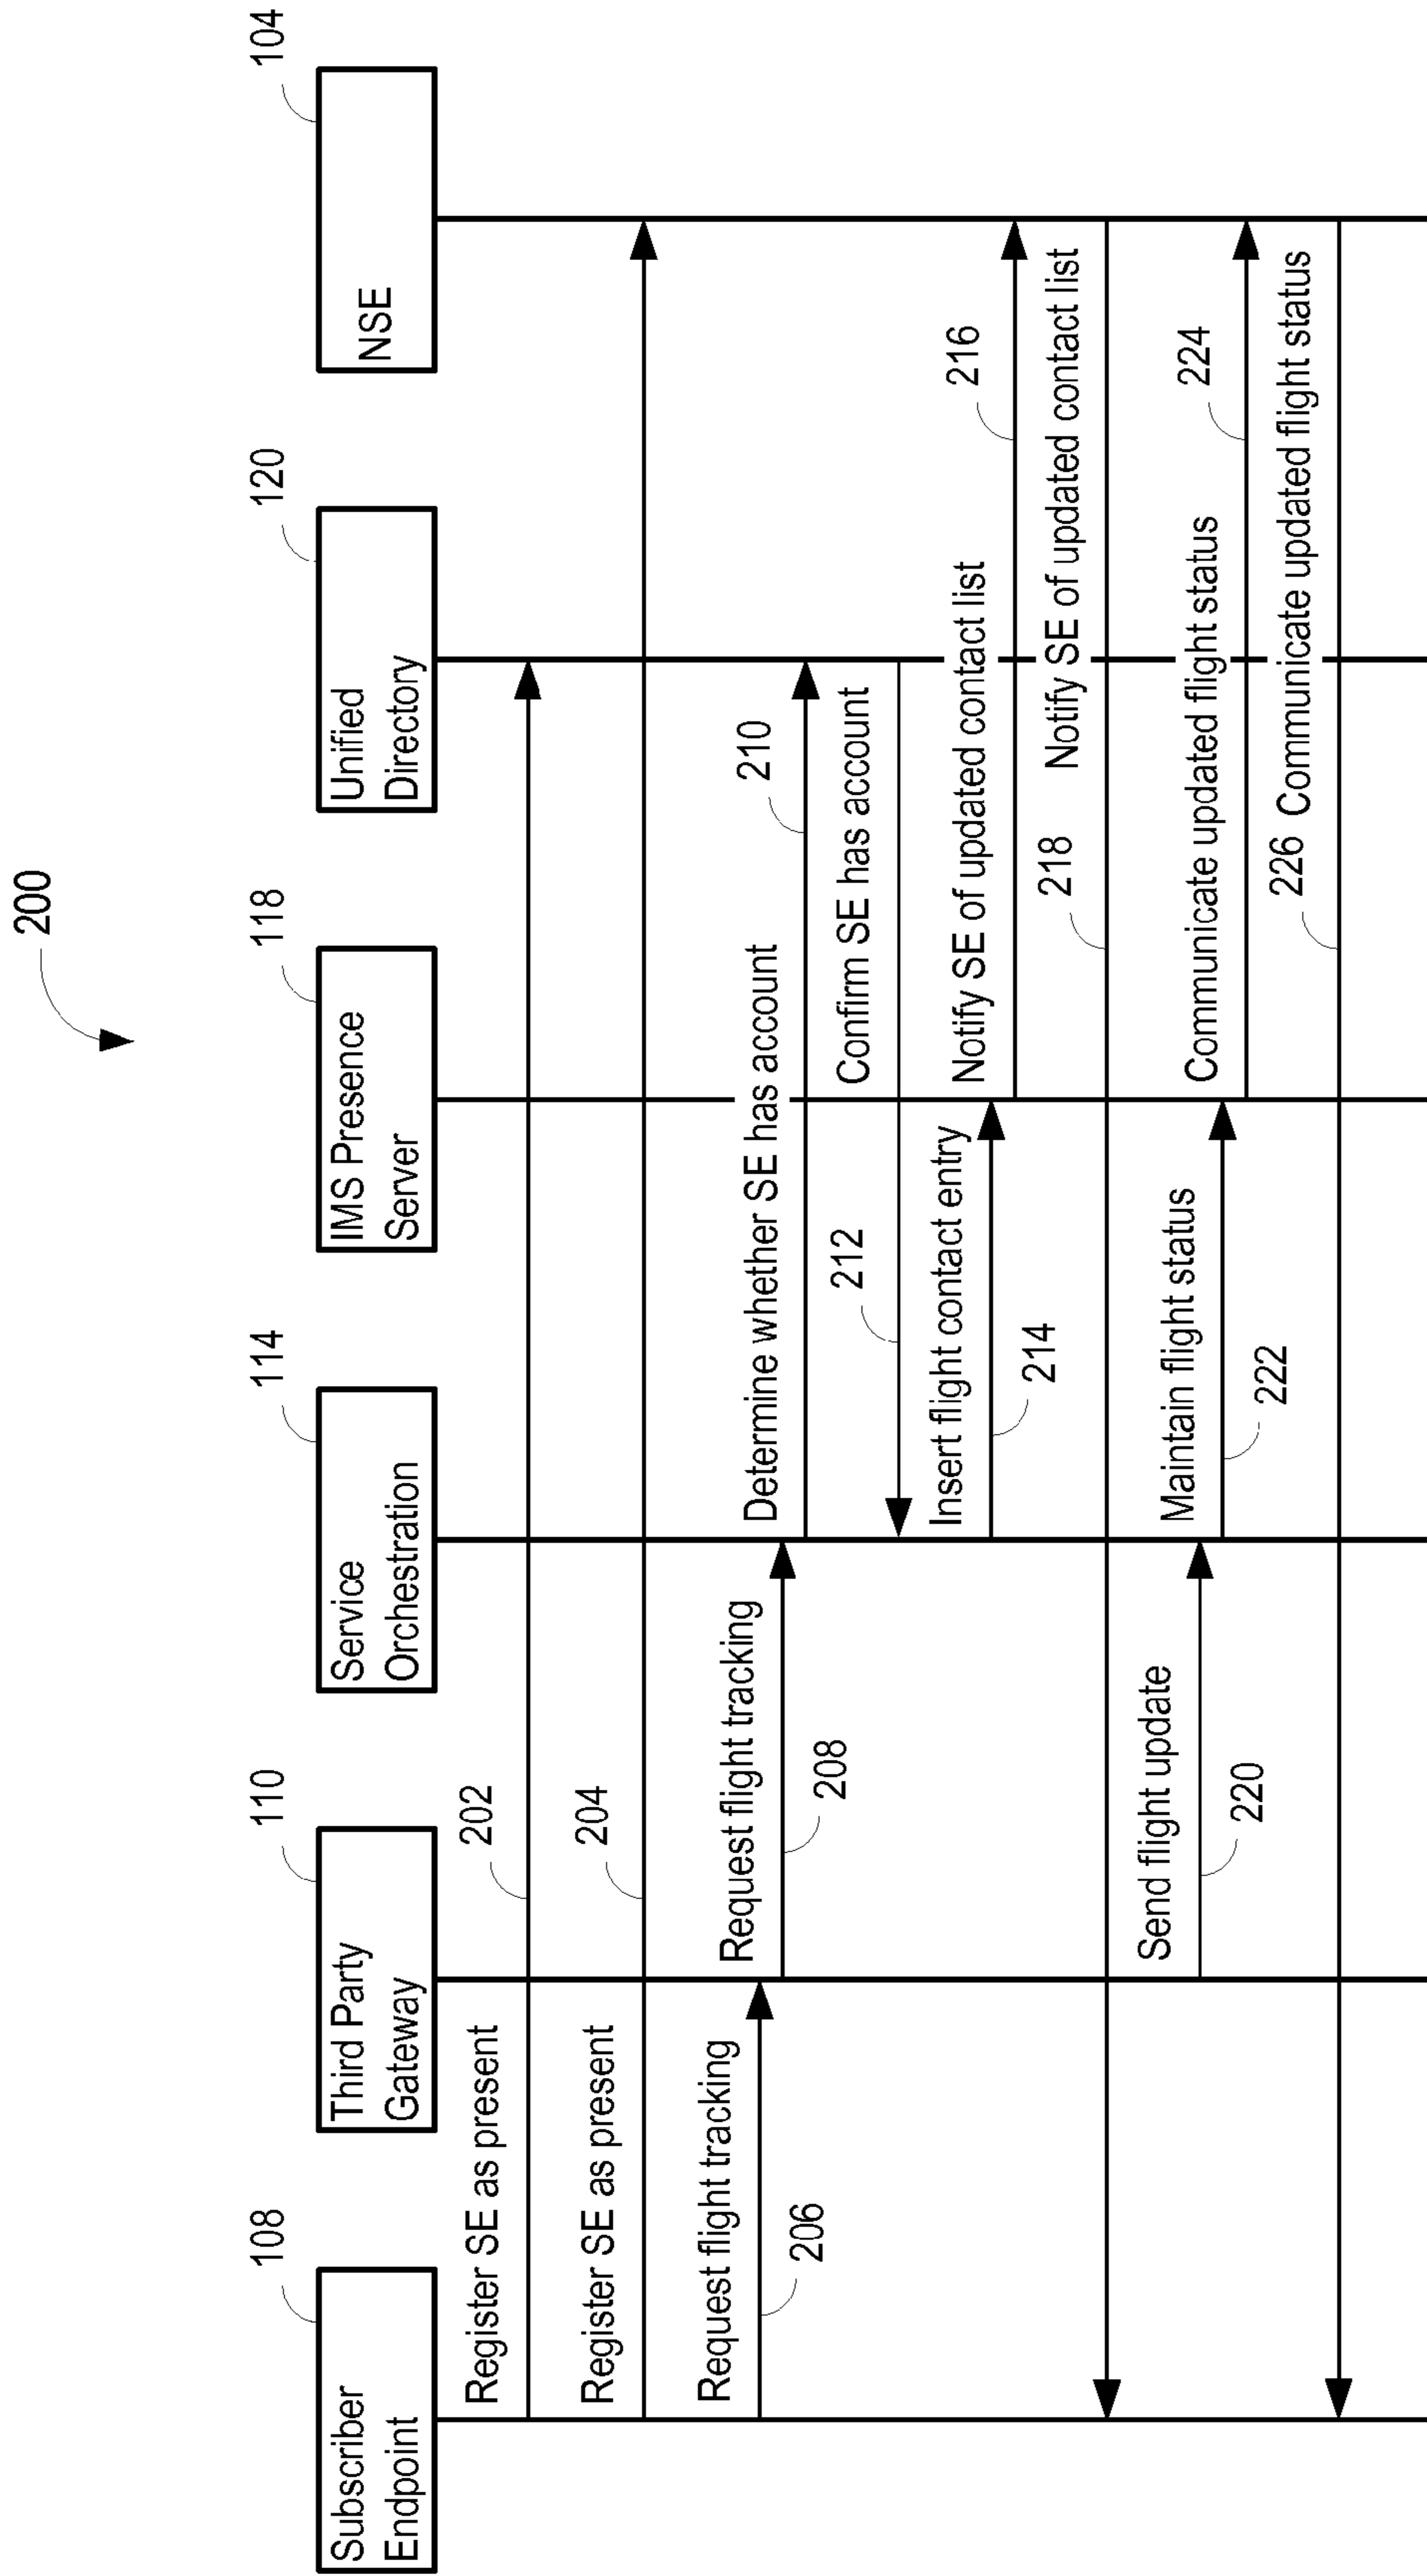 200
108
110
114
118
120
104
Subscriber
Endpoint
Third Party
Gateway
Service
Orchestration
IMS Presence
Server
Unified
Directory
NSE
Register SE as present
202
Register SE as present
204
Request flight tracking
206
Request flight tracking
208
Determine whether SE has account
210
Confirm SE has account
212
Insert flight contact entry
214
Notify SE of updated contact list
216
Notify SE of updated contact list
218
Send flight update
220
Maintain flight status
222
Communicate updated flight status
224
Communicate updated flight status
226